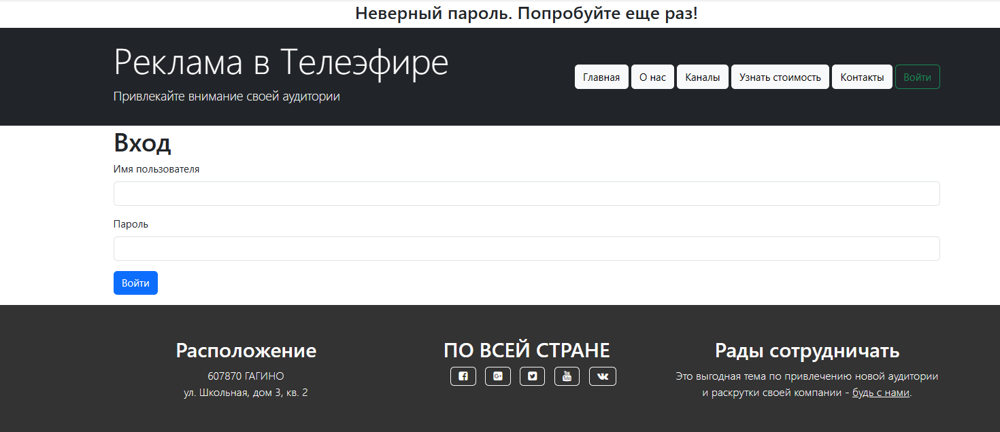 Неверный пароль. Попробуйте еще раз!
Реклама в Телеэфире
Привлекайте внимание своей аудитории
Главная
О нас
Каналы
Узнать стоимость
Контакты
Войти
Вход
Имя пользователя
Пароль
Войти
Расположение
607870 ГАГИНО
ул. Школьная, дом 3, кв. 2
ПО ВСЕЙ СТРАНЕ
You
Tube
Рады сотрудничать
Это выгодная тема по привлечению новой аудитории
и раскрутки своей компании - будь с нами.